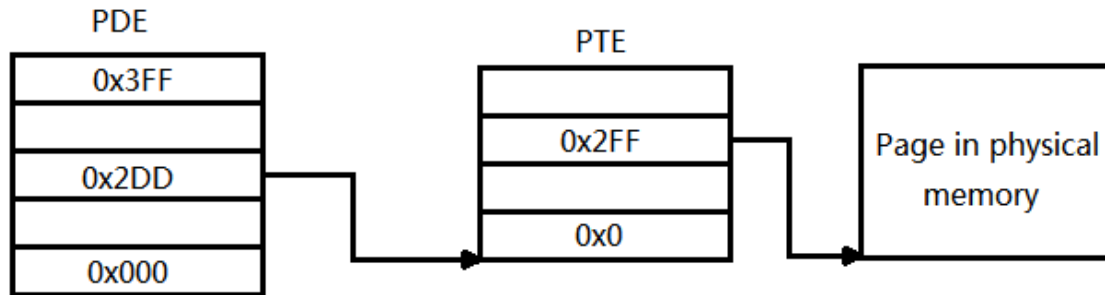 PDE
0x3FF
0x2DD
0x000
PTE
0x2FF
0x0
Page in physical
memory